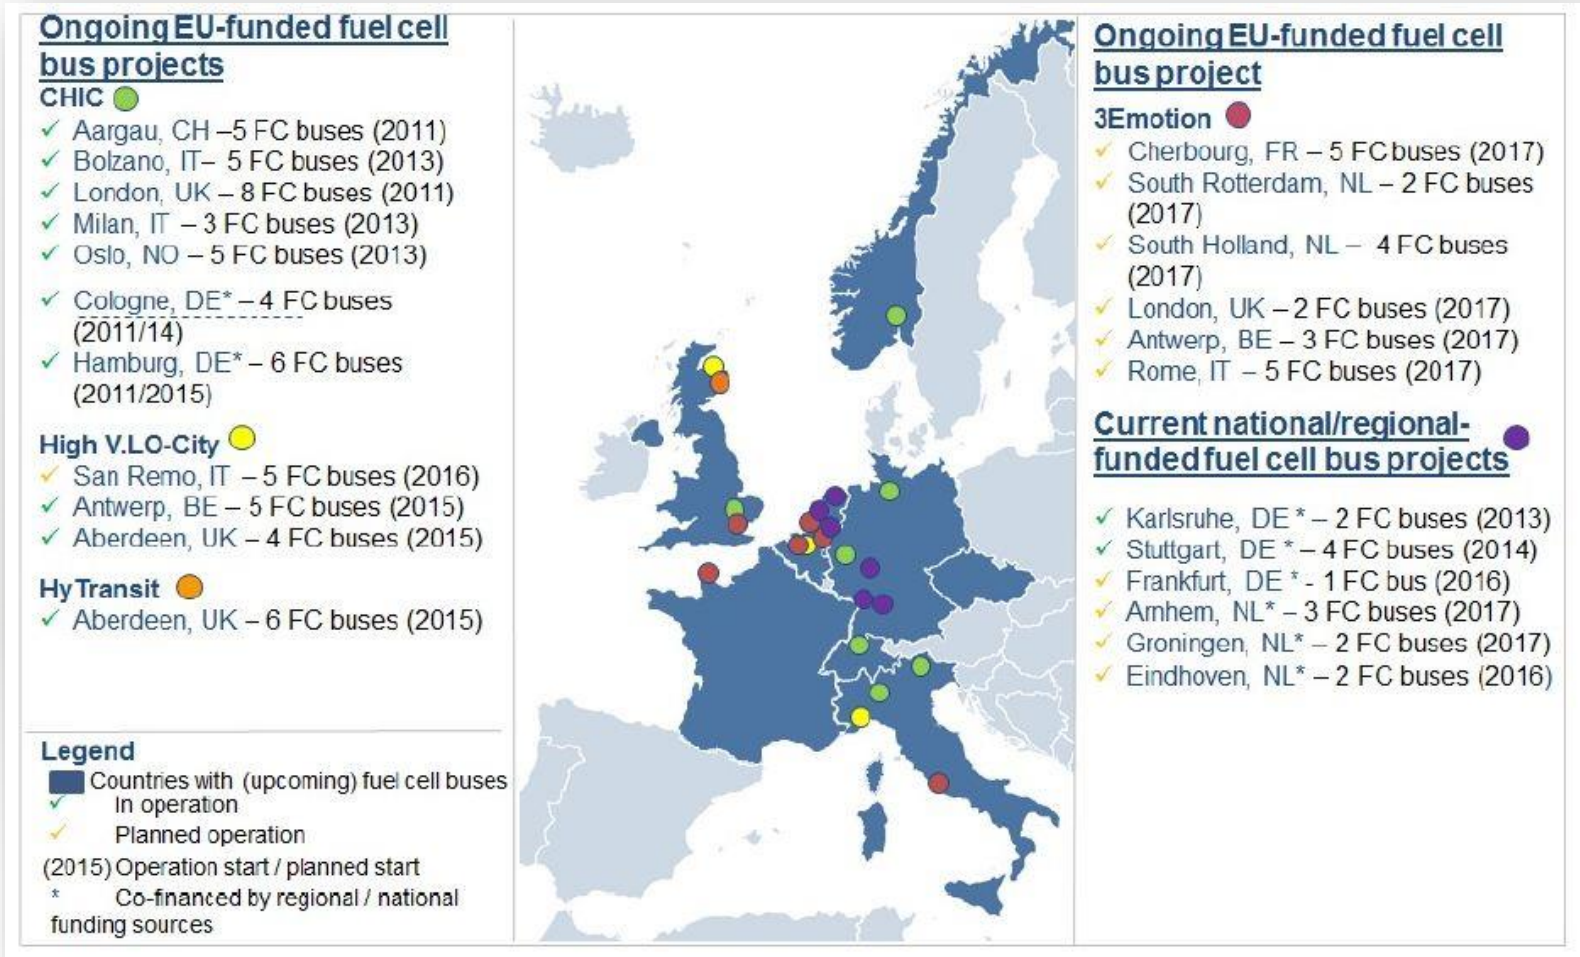 Ongoing EU-funded fuel cell
bus projects
CHIC
✓ Aargau, CH –5 FC buses (2011)
✓ Bolzano, IT– 5 FC buses (2013)
✓ London, UK – 8 FC buses (2011)
✓ Milan, IT – 3 FC buses (2013)
✓ Oslo, NO – 5 FC buses (2013)
✓ Cologne, DE* – 4 FC buses
(2011/14)
✓ Hamburg, DE* – 6 FC buses
(2011/2015)
High V.LO-City
✓ San Remo, IT – 5 FC buses (2016)
✓ Antwerp, BE – 5 FC buses (2015)
✓ Aberdeen, UK – 4 FC buses (2015)
HyTransit
✓ Aberdeen, UK – 6 FC buses (2015)
Legend
Countries with (upcoming) fuel cell buses
✓ In operation
✓ Planned operation
(2015) Operation start / planned start
* Co-financed by regional / national
funding sources
Ongoing EU-funded fuel cell
bus project
3Emotion
✓ Cherbourg, FR – 5 FC buses (2017)
✓ South Rotterdam, NL – 2 FC buses
(2017)
✓ South Holland, NL – 4 FC buses
(2017)
✓ London, UK – 2 FC buses (2017)
✓ Antwerp, BE – 3 FC buses (2017)
✓ Rome, IT – 5 FC buses (2017)
Current national/regional-
funded fuel cell bus projects
✓ Karlsruhe, DE * – 2 FC buses (2013)
✓ Stuttgart, DE * – 4 FC buses (2014)
✓ Frankfurt, DE * - 1 FC bus (2016)
✓ Arnhem, NL* – 3 FC buses (2017)
✓ Groningen, NL* – 2 FC buses (2017)
✓ Eindhoven, NL* – 2 FC buses (2016)